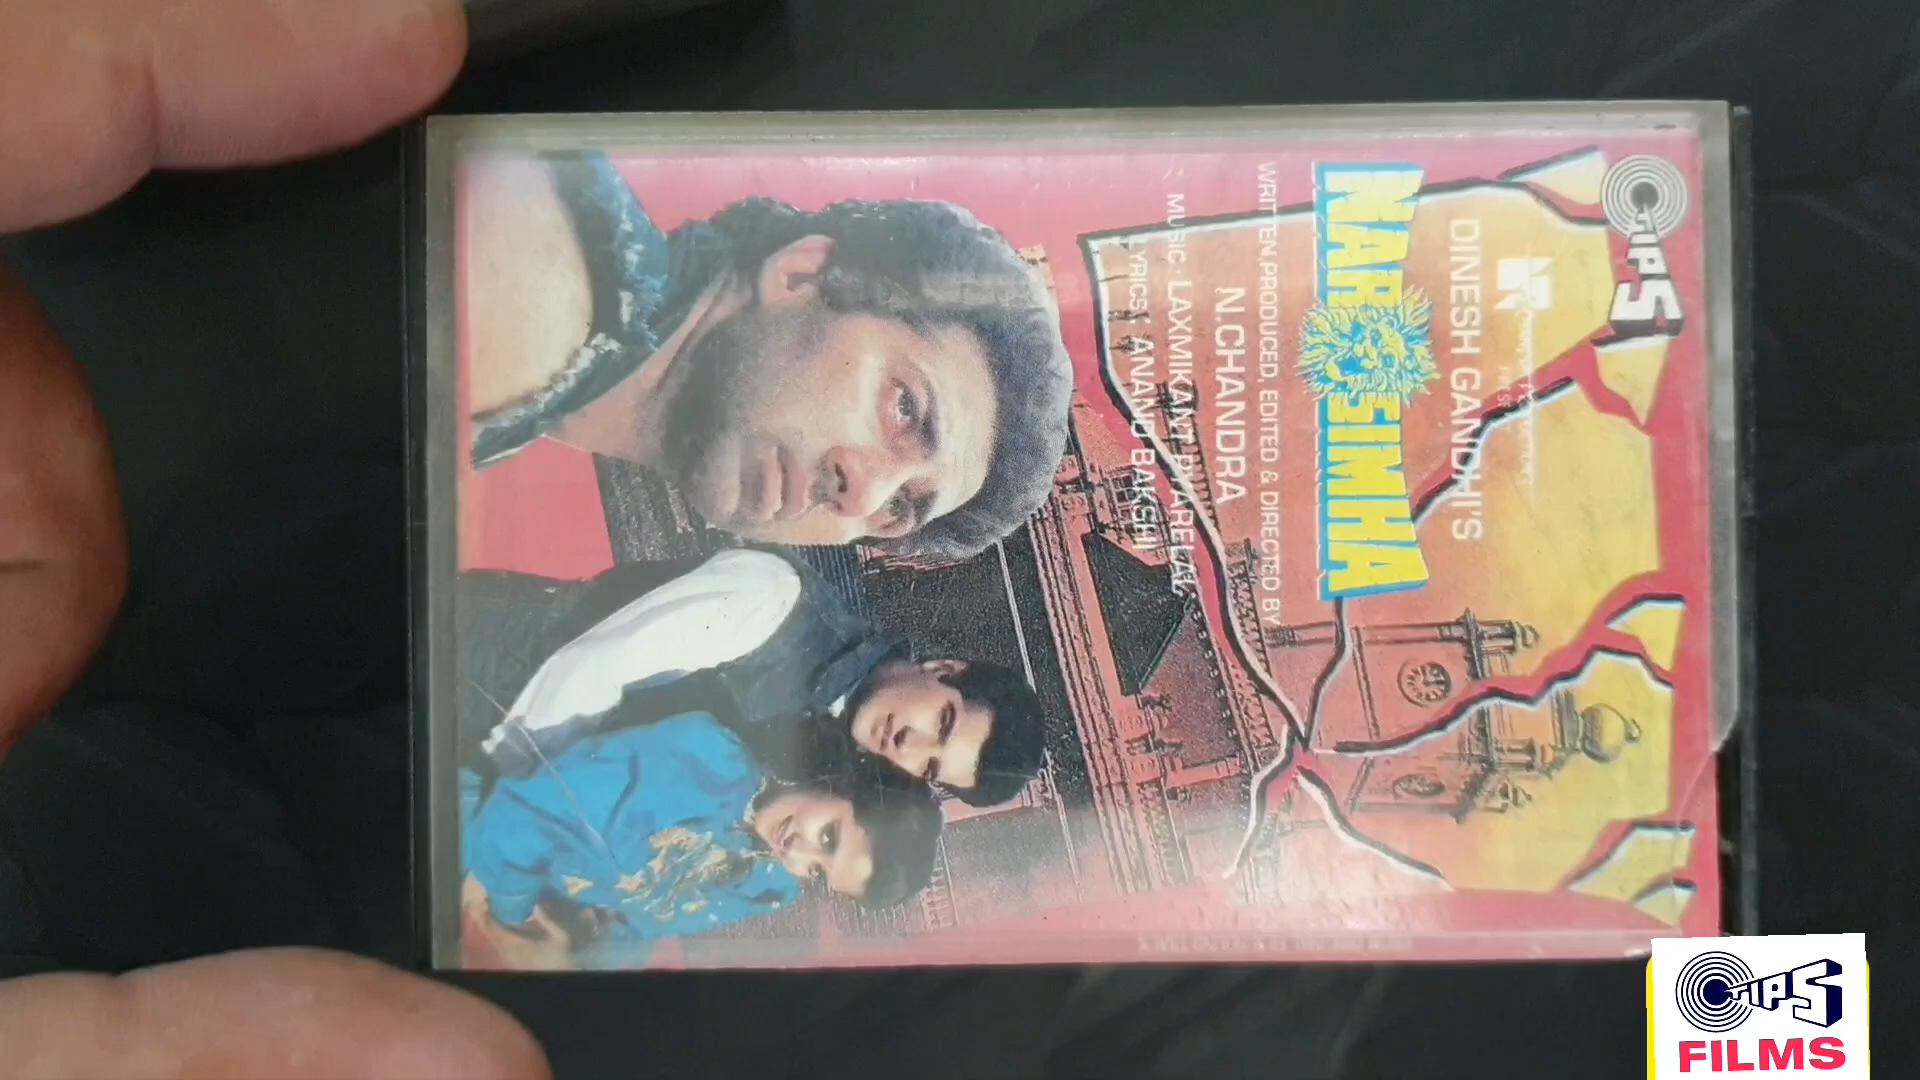 TIPS
DINESH GANDHI'S
NARSIMHA
WRITTEN, PRODUCED, EDITED & DIRECTED BY
N.CHANDRA
MUSIC : LAXMIKANT PYARELAL
LYRICS : ANAND BAKSHI
TIPS
FILMS